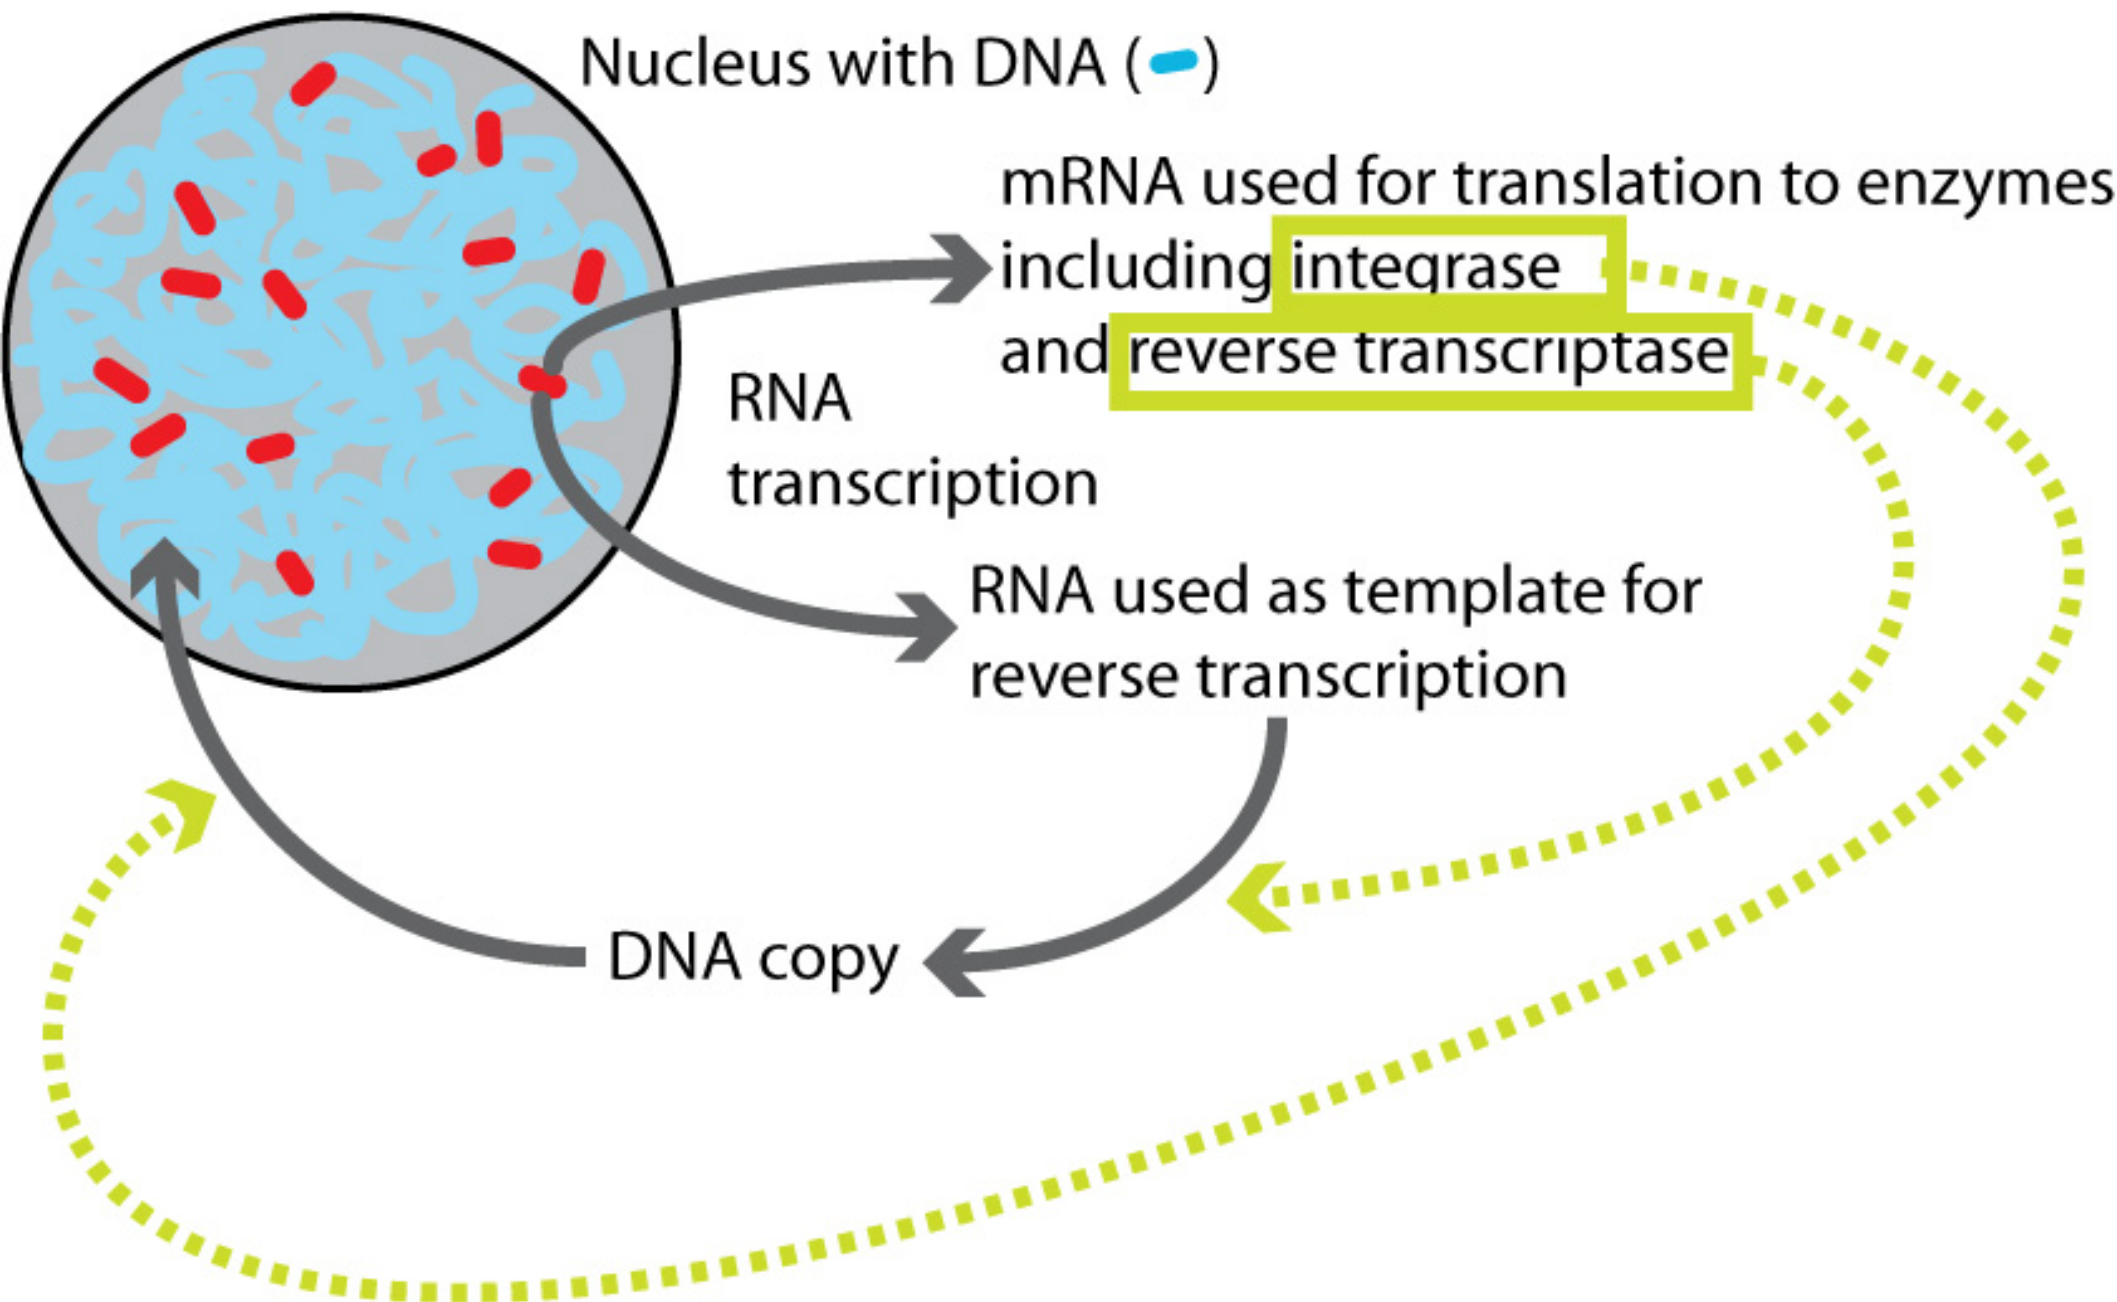 Nucleus with DNA ( )
mRNA used for translation to enzymes
including integrase
and reverse transcriptase
RNA
transcription
RNA used as template for
reverse transcription
DNA copy